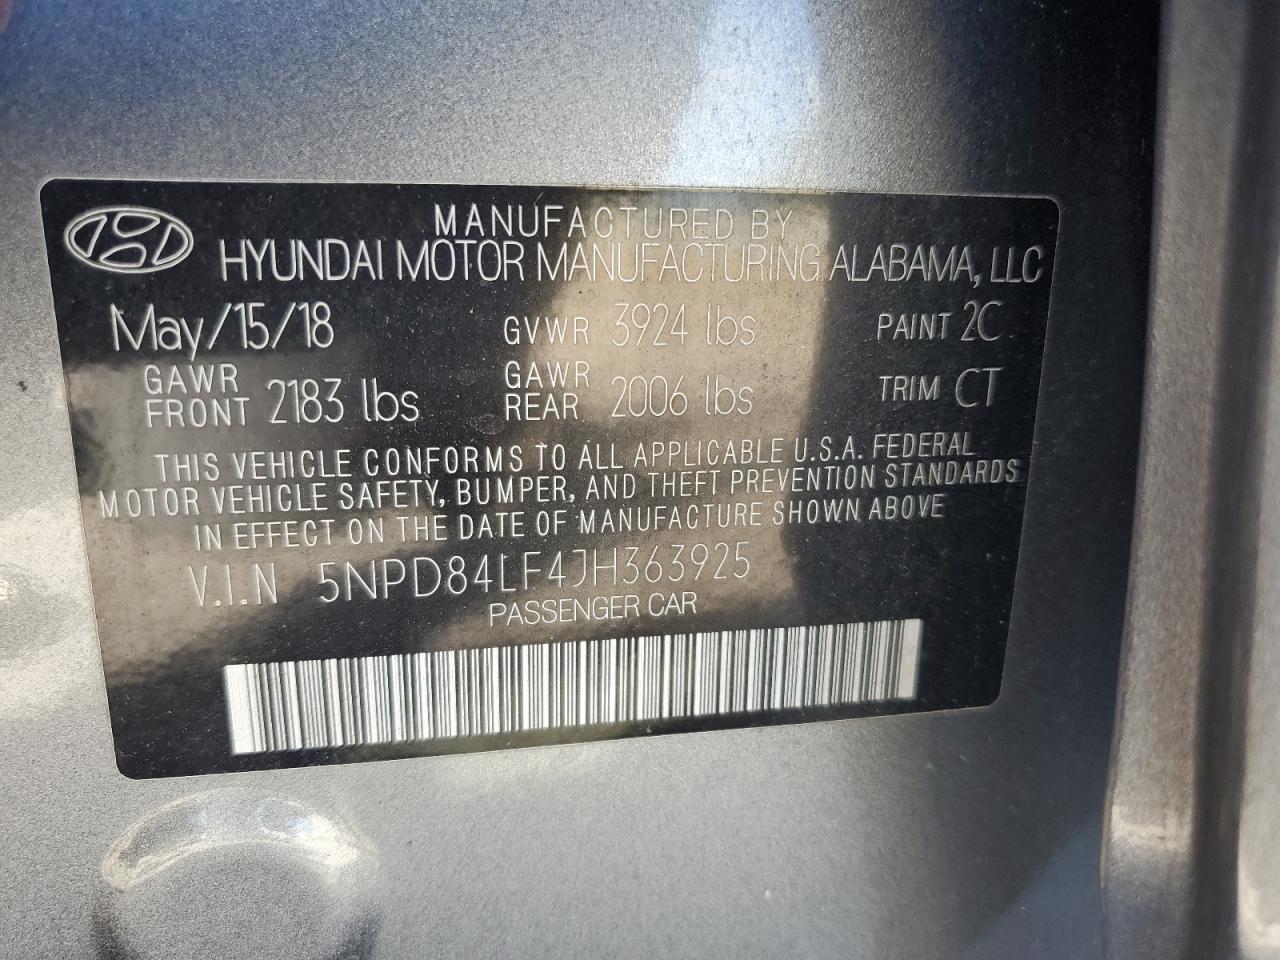 MANUFACTURED BY
HYUNDAI MOTOR MANUFACTURING ALABAMA, LLC
May/15/18 GVWR 3924 lbs PAINT 2C
GAWR FRONT 2183 lbs GAWR REAR 2006 lbs TRIM CT
THIS VEHICLE CONFORMS TO ALL APPLICABLE U.S.A. FEDERAL
MOTOR VEHICLE SAFETY, BUMPER, AND THEFT PREVENTION STANDARDS
IN EFFECT ON THE DATE OF MANUFACTURE SHOWN ABOVE
V.I.N 5NPD84LF4JH363925
PASSENGER CAR